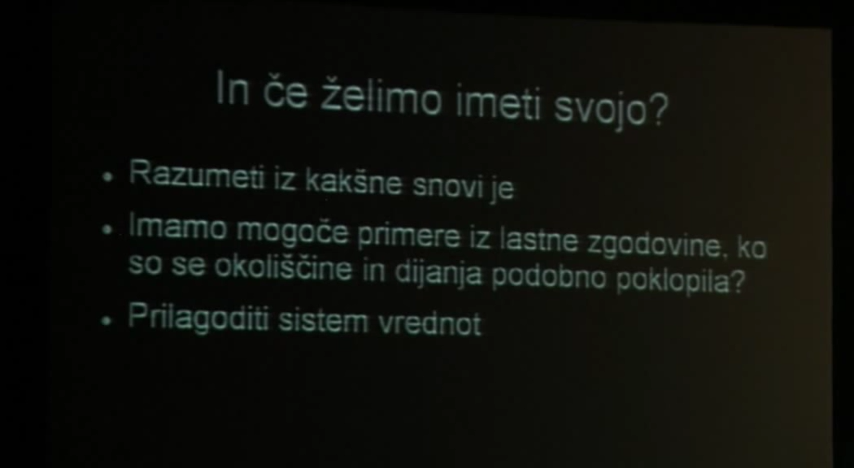 In če želimo imeti svojo?
• Razumeti iz kakšne snovi je
• Imamo mogoče primere iz lastne zgodovine, ko
so se okoliščine in dijanja podobno poklopila?
• Prilagoditi sistem vrednot